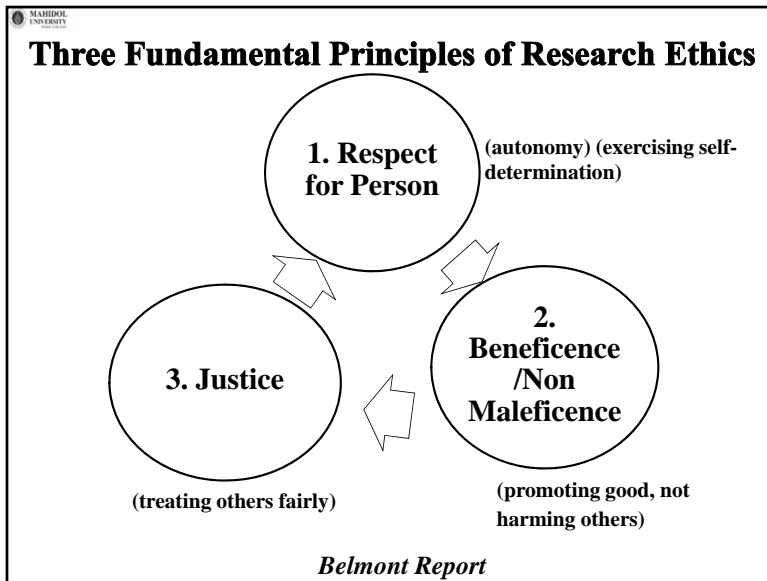 MAHIDOL
UNIVERSITY
Three Fundamental Principles of Research Ethics
1. Respect
for Person
(autonomy) (exercising self-
determination)
2.
Beneficence
/Non
Maleficence
(promoting good, not
harming others)
3. Justice
(treating others fairly)
Belmont Report